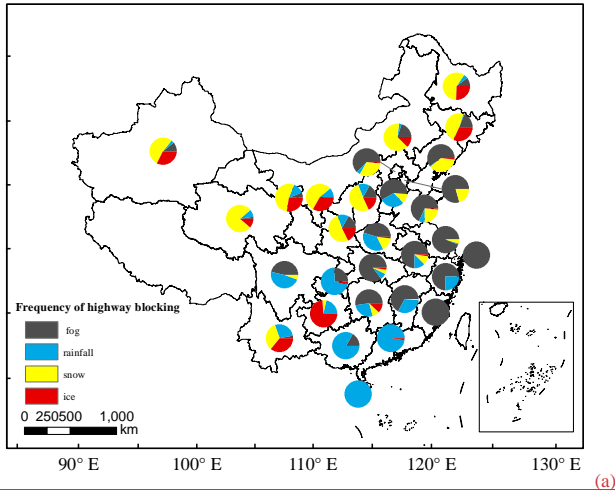 Frequency of highway blocking
fog
rainfall
snow
ice
0 250500 1,000
km
90° E 100° E 110° E 120° E 130° E
(a)